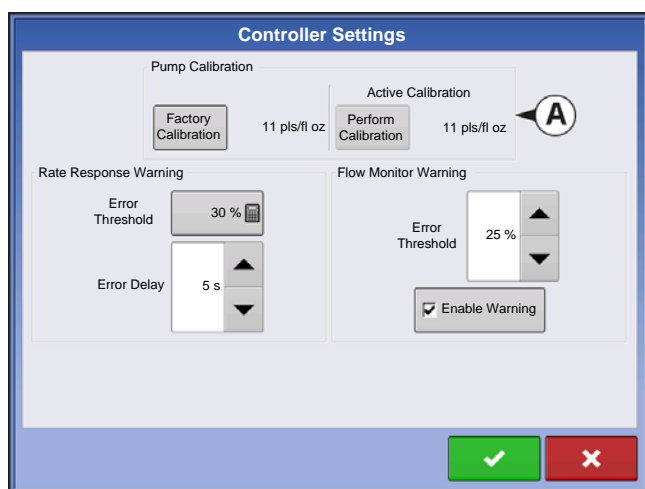 Controller Settings
Pump Calibration
Active Calibration
Factory
Calibration
11 pls/fl oz
Perform
Calibration
11 pls/fl oz
A
Rate Response Warning
Error
Threshold
30 %
Error Delay
5 s
Flow Monitor Warning
Error
Threshold
25 %
Enable Warning